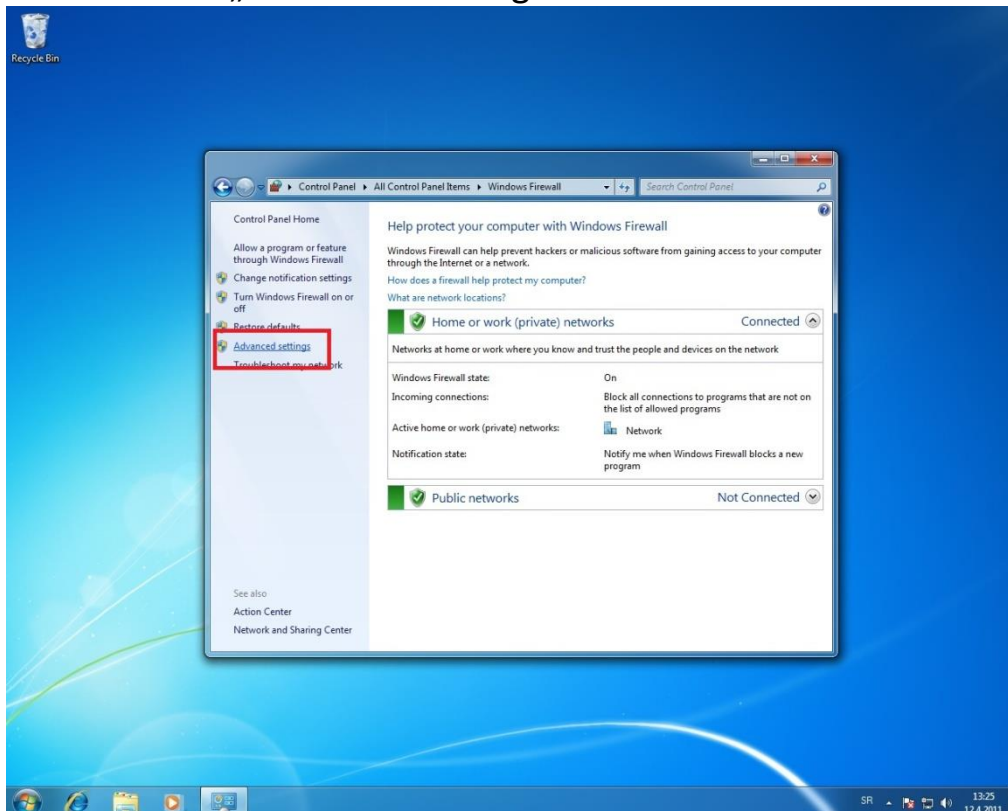 Recycle Bin
Control Panel ▸ All Control Panel Items ▸ Windows Firewall
Search Control Panel
Control Panel Home
Allow a program or feature
through Windows Firewall
Change notification settings
Turn Windows Firewall on or
off
Restore defaults
Advanced settings
Troubleshoot my network
See also
Action Center
Network and Sharing Center
Help protect your computer with Windows Firewall
Windows Firewall can help prevent hackers or malicious software from gaining access to your computer
through the Internet or a network.
How does a firewall help protect my computer?
What are network locations?
Home or work (private) networks Connected
Networks at home or work where you know and trust the people and devices on the network
Windows Firewall state: On
Incoming connections: Block all connections to programs that are not on
the list of allowed programs
Active home or work (private) networks: Network
Notification state: Notify me when Windows Firewall blocks a new
program
Public networks Not Connected
SR
13:25
12.4.2011